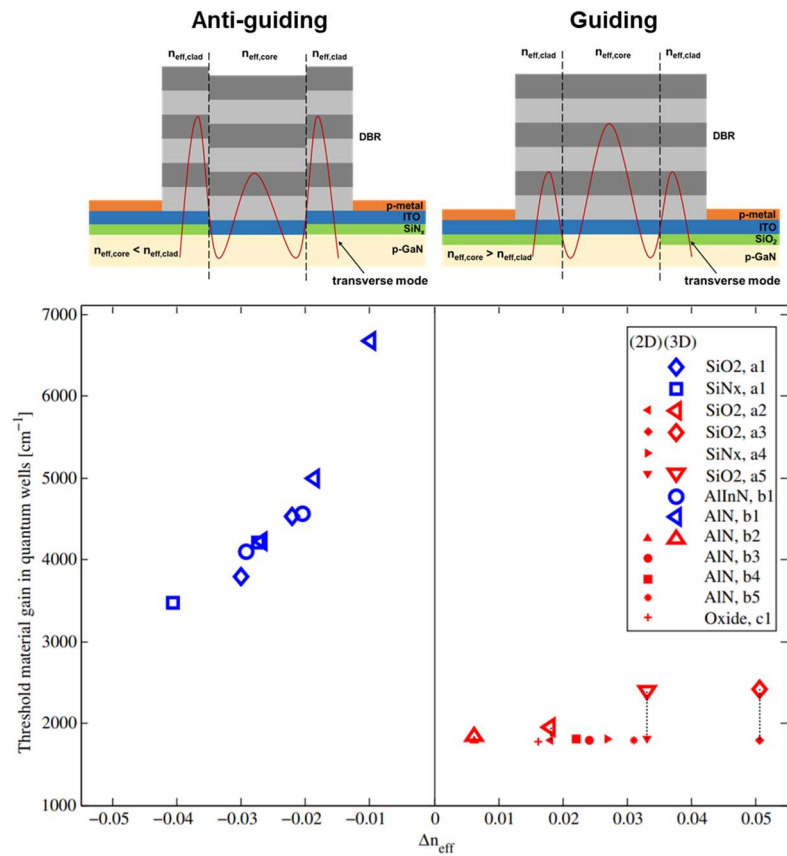 Anti-guiding
Guiding
n_eff,clad n_eff,core n_eff,clad
n_eff,clad n_eff,core n_eff,clad
DBR
DBR
p-metal
ITO
SiN_x
p-GaN
n_eff,core < n_eff,clad
transverse mode
p-metal
ITO
SiO_2
p-GaN
n_eff,core > n_eff,clad
transverse mode
Threshold material gain in quantum wells [cm⁻¹]
7000
6000
5000
4000
3000
2000
1000
(2D)(3D)
SiO2, a1
SiNx, a1
SiO2, a2
SiO2, a3
SiNx, a4
SiO2, a5
AlInN, b1
AlN, b1
AlN, b2
AlN, b3
AlN, b4
AlN, b5
Oxide, c1
−0.05 −0.04 −0.03 −0.02 −0.01 0 0.01 0.02 0.03 0.04 0.05
Δn_eff